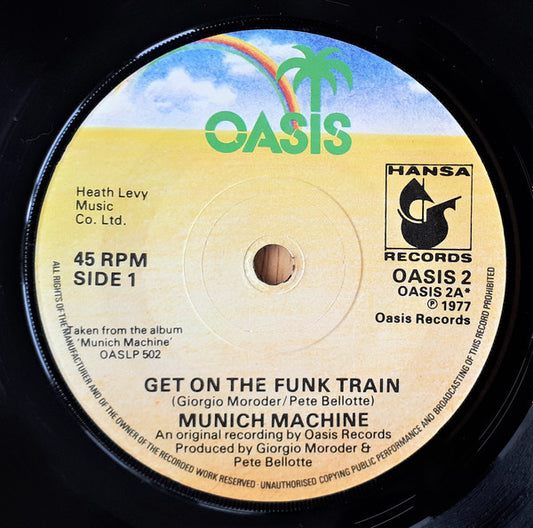 OASIS
HANSA
RECORDS
Heath Levy
Music
Co. Ltd.
45 RPM
SIDE 1
OASIS 2
OASIS 2A*
℗ 1977
Oasis Records
Taken from the album
'Munich Machine'
OASLP 502
GET ON THE FUNK TRAIN
(Giorgio Moroder/Pete Bellotte)
MUNICH MACHINE
An original recording by Oasis Records
Produced by Giorgio Moroder &
Pete Bellotte
ALL RIGHTS OF THE MANUFACTURER AND OF THE OWNER OF THE RECORDED WORK RESERVED · UNAUTHORISED COPYING PUBLIC PERFORMANCE AND BROADCASTING OF THIS RECORD PROHIBITED